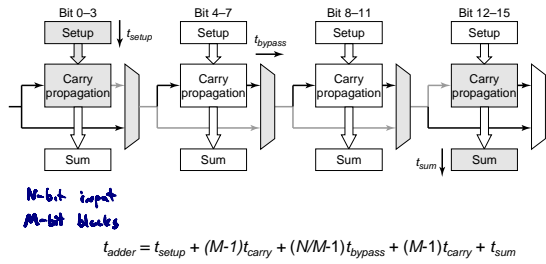 Bit 0–3 Bit 4–7 Bit 8–11 Bit 12–15
Setup t_setup Setup t_bypass Setup Setup
Carry propagation Carry propagation Carry propagation Carry propagation
Sum Sum Sum t_sum Sum
N-bit input
M-bit blocks
t_adder = t_setup + (M-1)t_carry + (N/M-1)t_bypass + (M-1)t_carry + t_sum